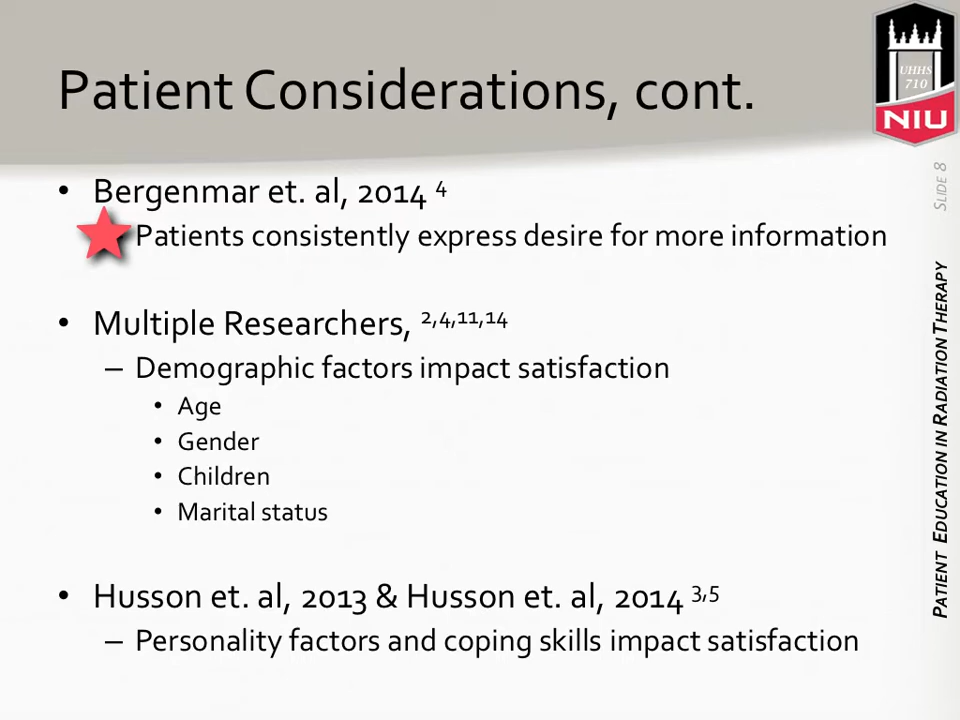 Patient Considerations, cont.
UHHS
710
NIU
• Bergenmar et. al, 2014 4
Patients consistently express desire for more information
• Multiple Researchers, 2,4,11,14
– Demographic factors impact satisfaction
• Age
• Gender
• Children
• Marital status
• Husson et. al, 2013 & Husson et. al, 2014 3,5
– Personality factors and coping skills impact satisfaction
PATIENT EDUCATION IN RADIATION THERAPY
SLIDE 8